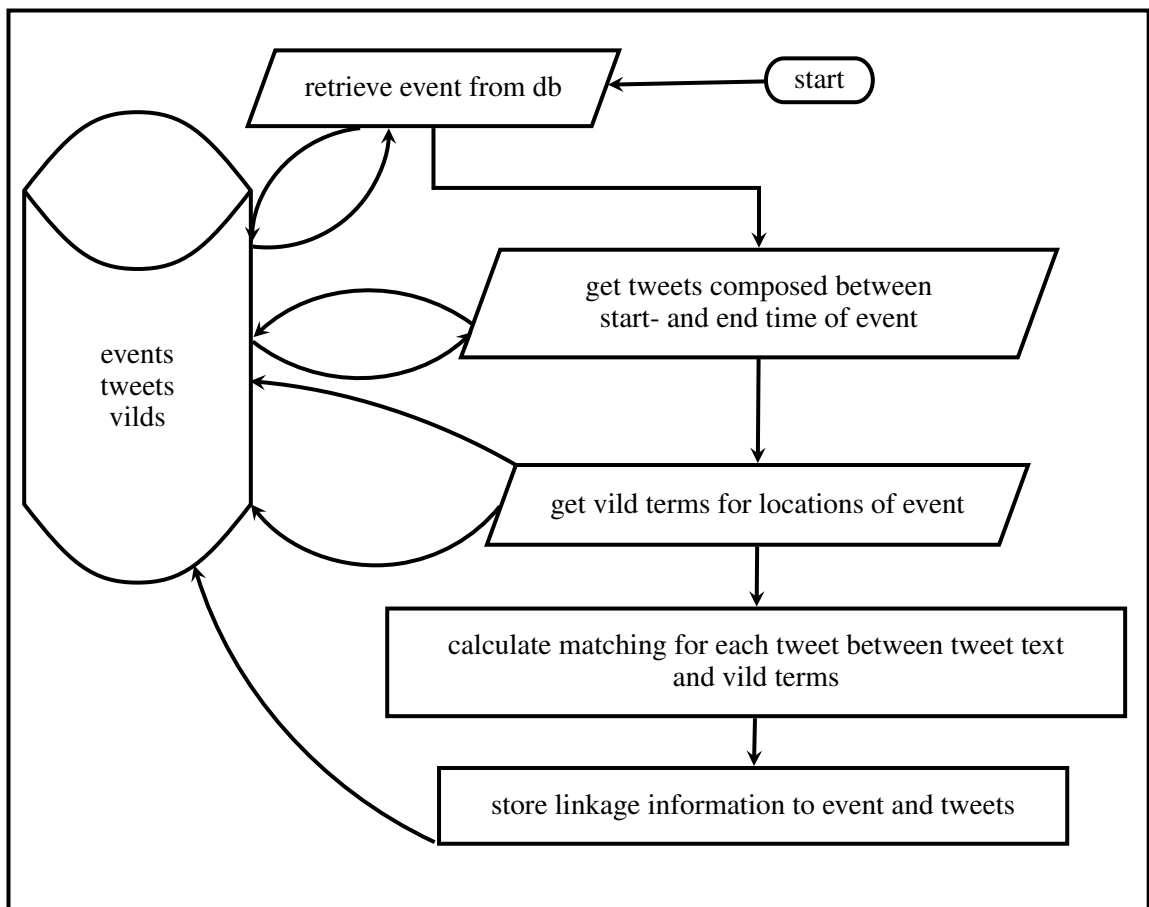 retrieve event from db
start
get tweets composed between
start- and end time of event
events
tweets
vilds
get vild terms for locations of event
calculate matching for each tweet between tweet text
and vild terms
store linkage information to event and tweets